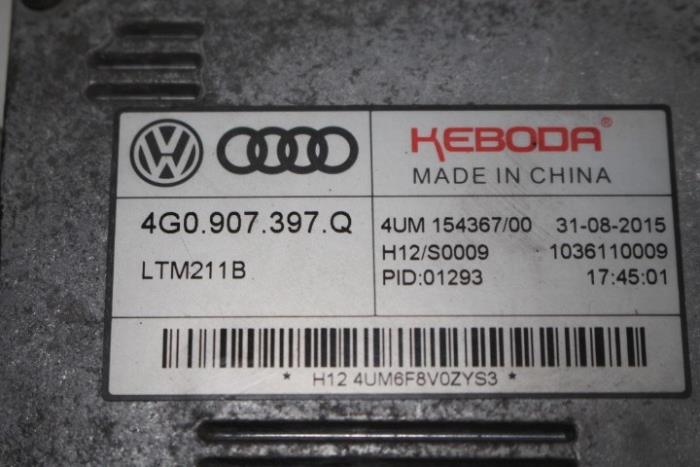 KEBODA®
MADE IN CHINA
4G0.907.397.Q
LTM211B
4UM 154367/00 31-08-2015
H12/S0009 1036110009
PID:01293 17:45:01
* H12 4UM6F8V0ZYS3 *